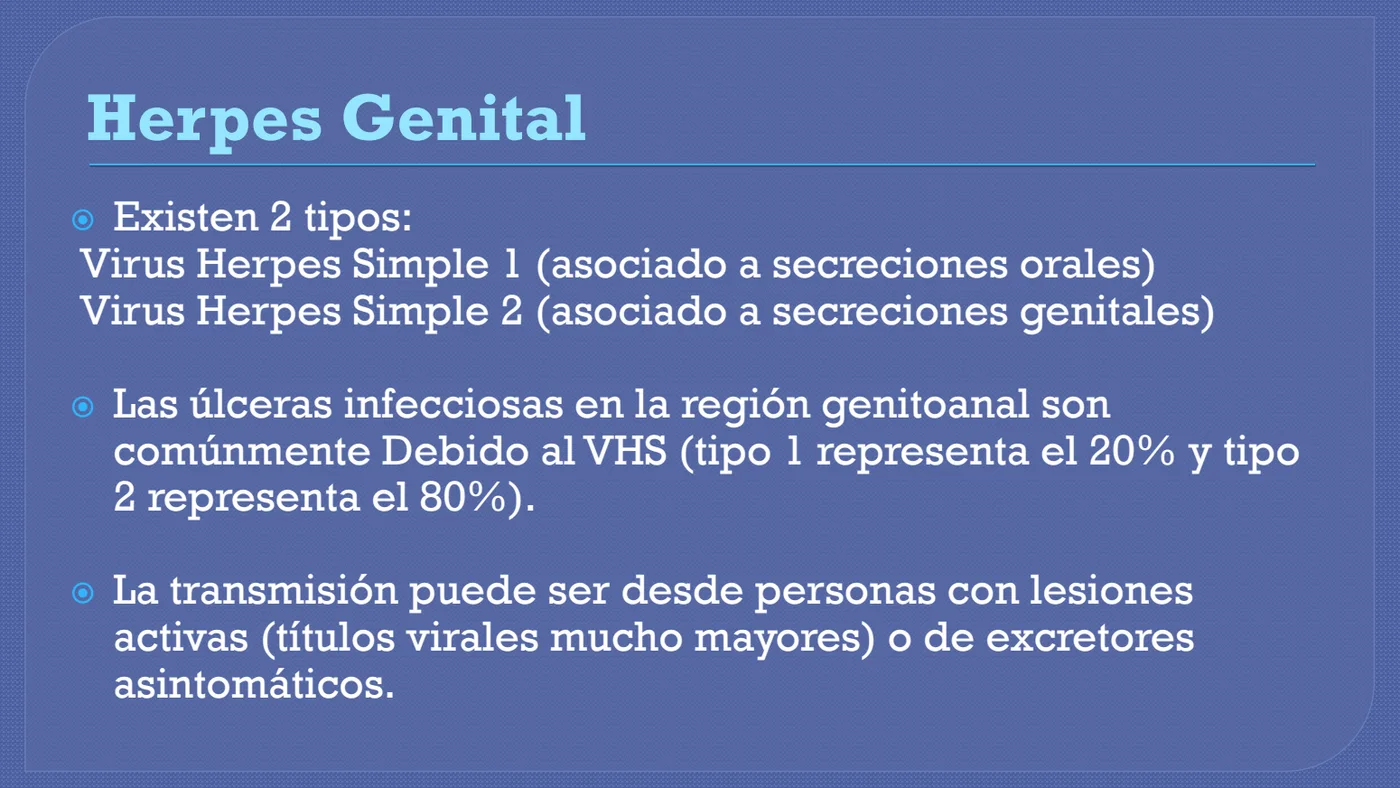 Herpes Genital
Existen 2 tipos:
Virus Herpes Simple 1 (asociado a secreciones orales)
Virus Herpes Simple 2 (asociado a secreciones genitales)
Las úlceras infecciosas en la región genitoanal son
comúnmente Debido al VHS (tipo 1 representa el 20% y tipo
2 representa el 80%).
La transmisión puede ser desde personas con lesiones
activas (títulos virales mucho mayores) o de excretores
asintomáticos.